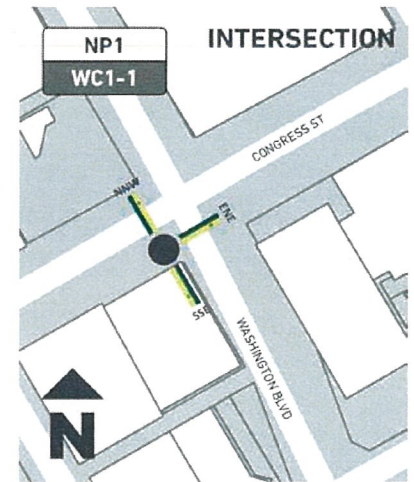 NP1
WC1-1
INTERSECTION
CONGRESS ST
NNW
ENE
SSE
WASHINGTON BLVD
N